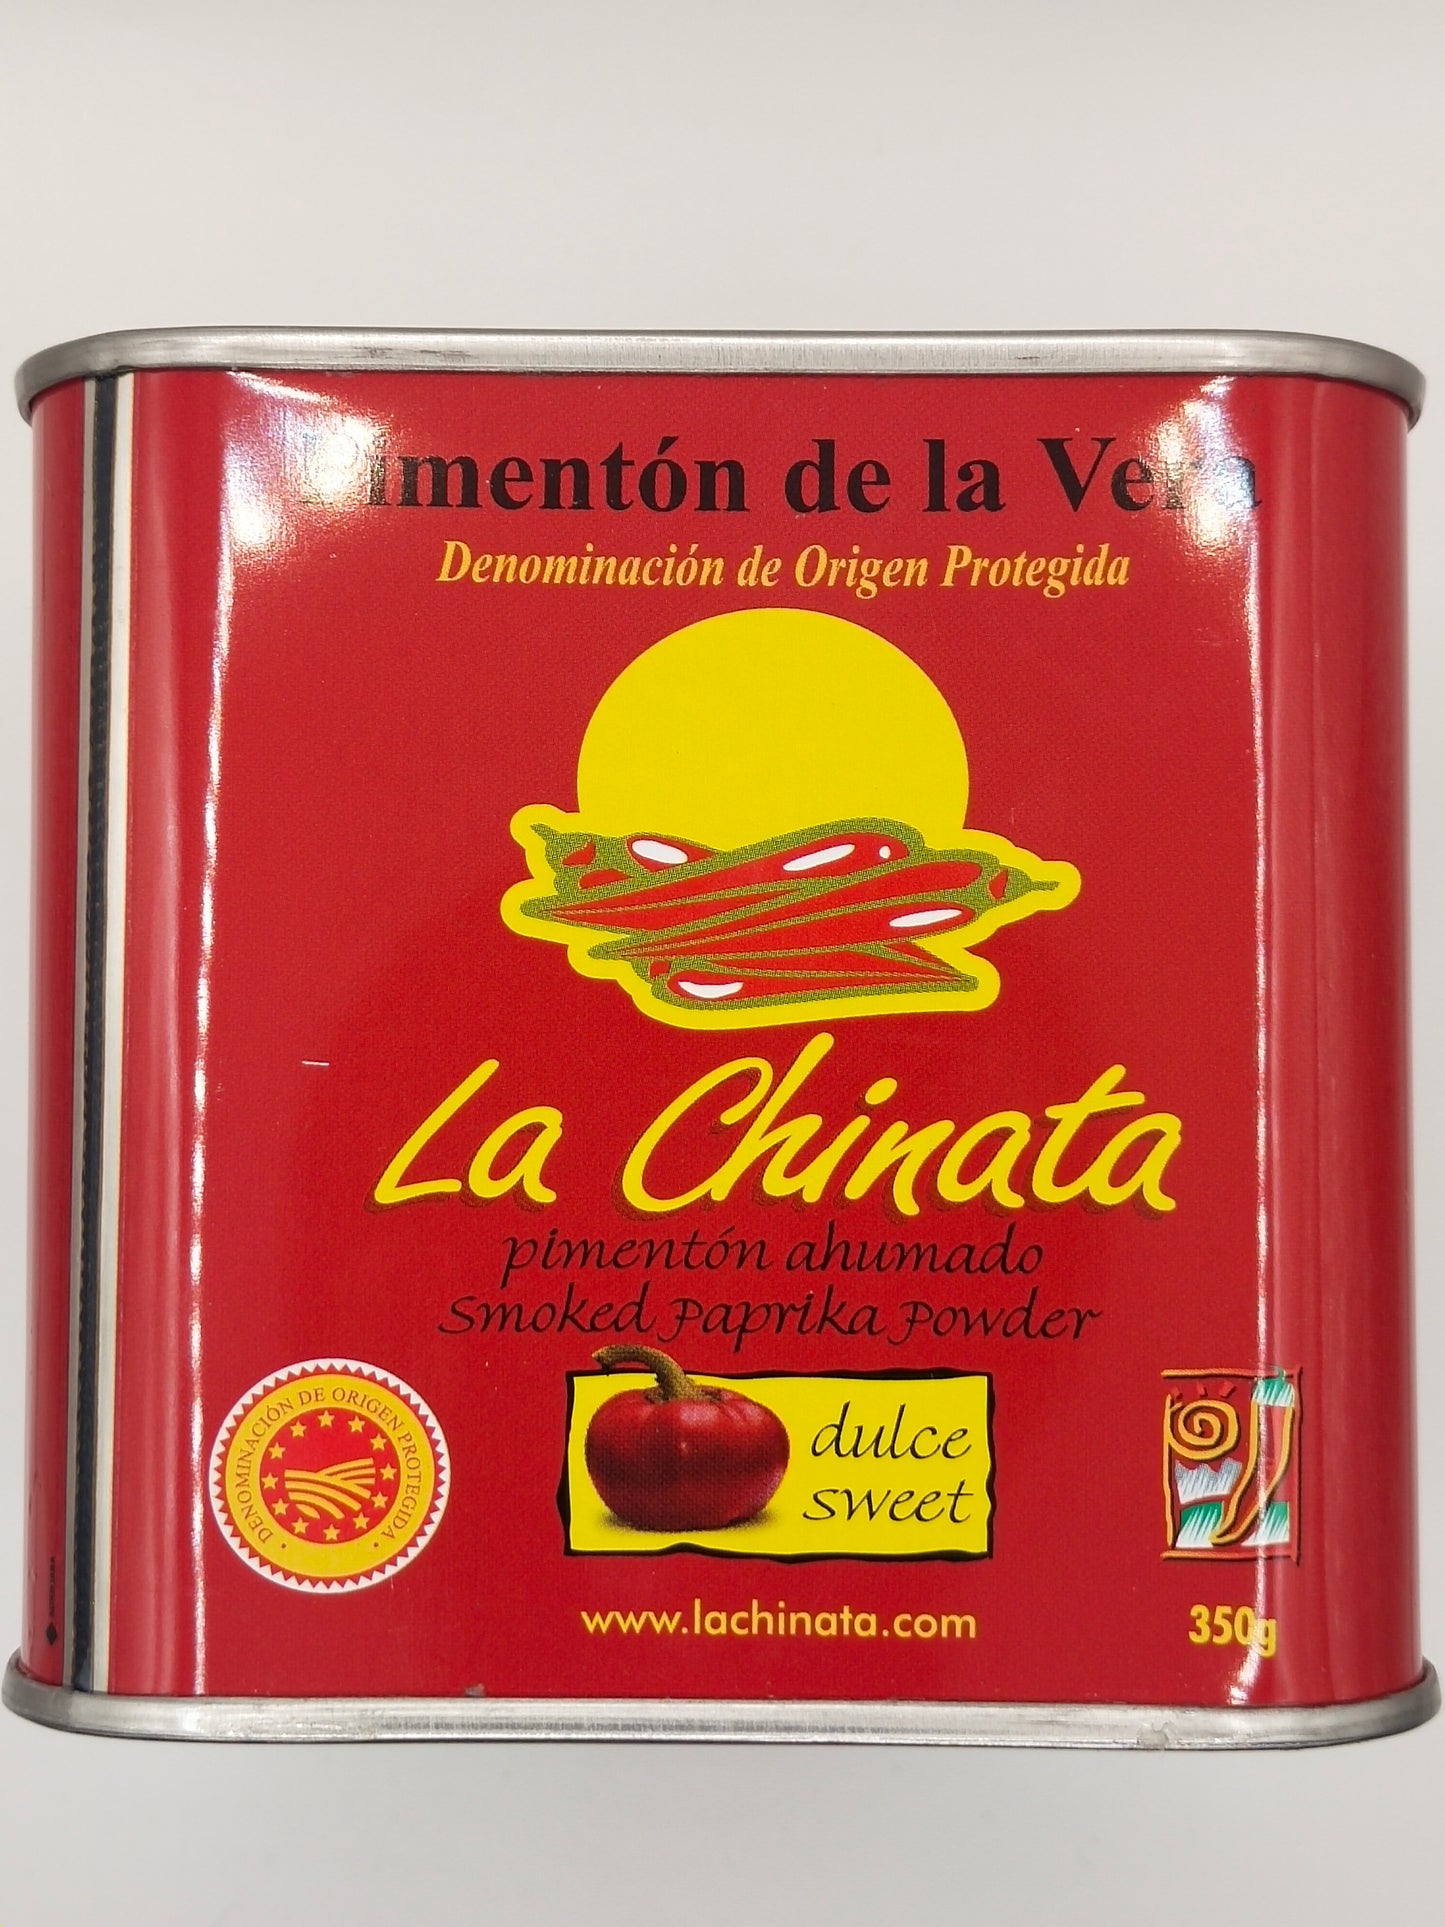 Pimentón de la Vera
Denominación de Origen Protegida
La Chinata
pimentón ahumado
Smoked Paprika Powder
DENOMINACIÓN DE ORIGEN PROTEGIDA
dulce
sweet
www.lachinata.com
350g